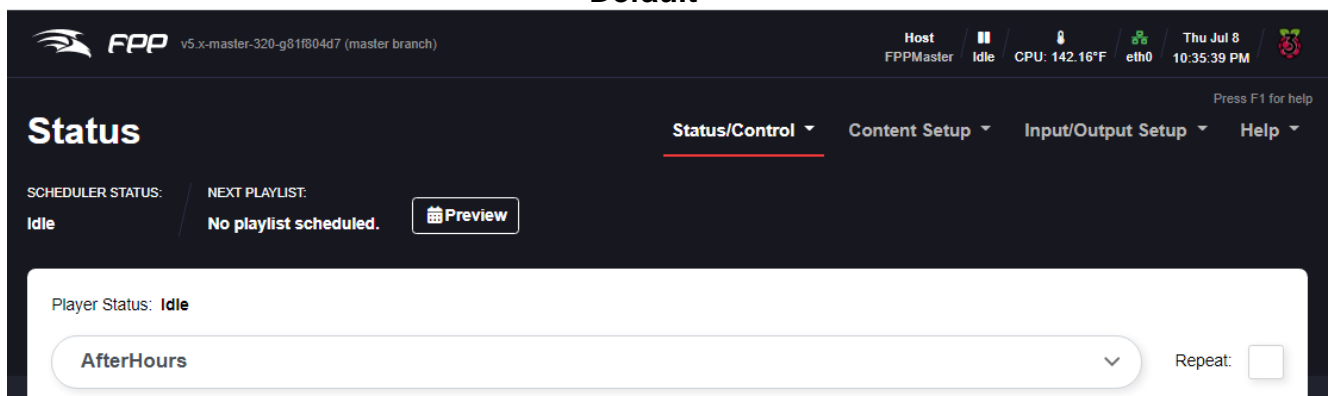 Default
FPP v5.x-master-320-g81f804d7 (master branch)
Host
FPPMaster
Idle
CPU: 142.16°F
eth0
Thu Jul 8
10:35:39 PM
Press F1 for help
Status
Status/Control
Content Setup
Input/Output Setup
Help
SCHEDULER STATUS:
Idle
NEXT PLAYLIST:
No playlist scheduled.
Preview
Player Status: Idle
AfterHours
Repeat: